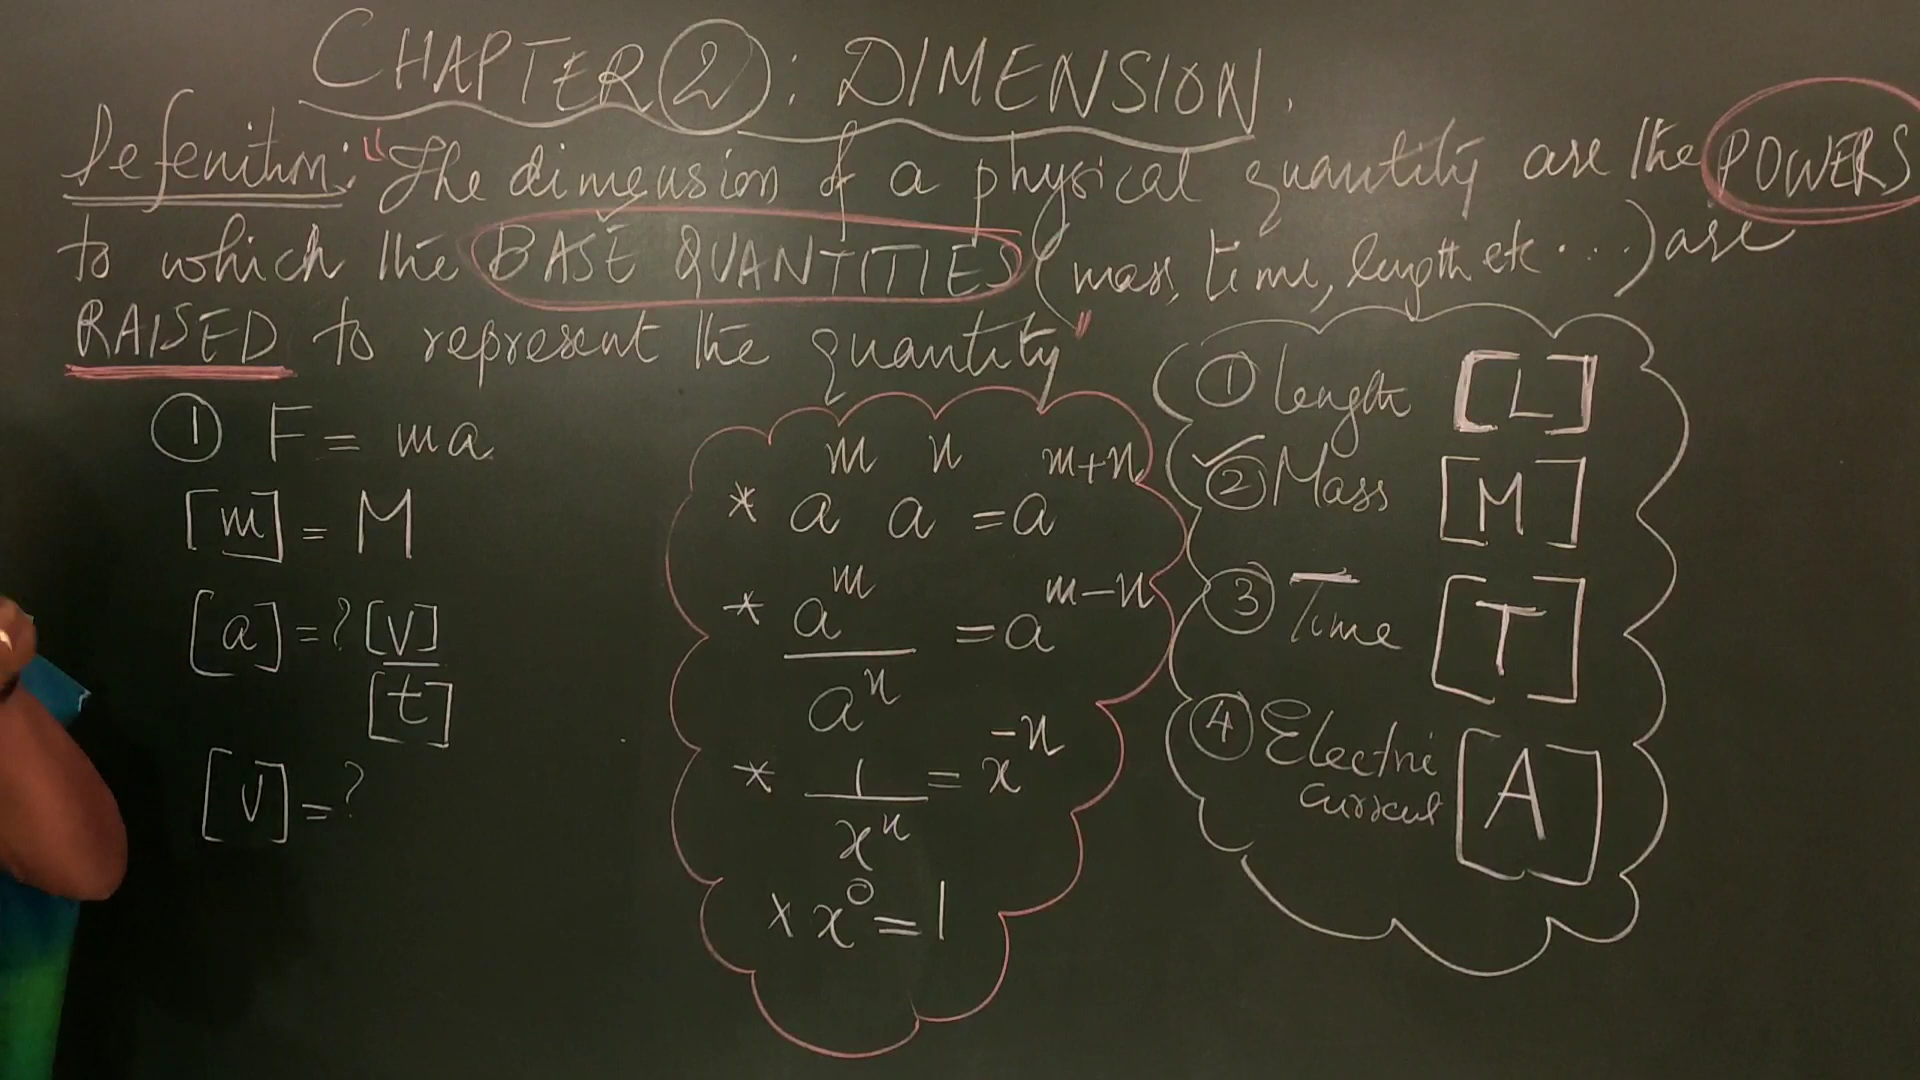 CHAPTER 2 : DIMENSION.
Defenition: "The dimension of a physical quantity are the POWERS
to which the BASE QUANTITIES (mass, time, length etc ....) are
RAISED to represent the quantity"
① F = ma
[m] = M
[a] = ? [v]/[t]
[v] = ?
* a^m a^n = a^(m+n)
* a^m/a^n = a^(m-n)
* 1/x^n = x^-n
* x^0 = 1
① length [L]
② Mass [M]
③ Time [T]
④ Electric current [A]